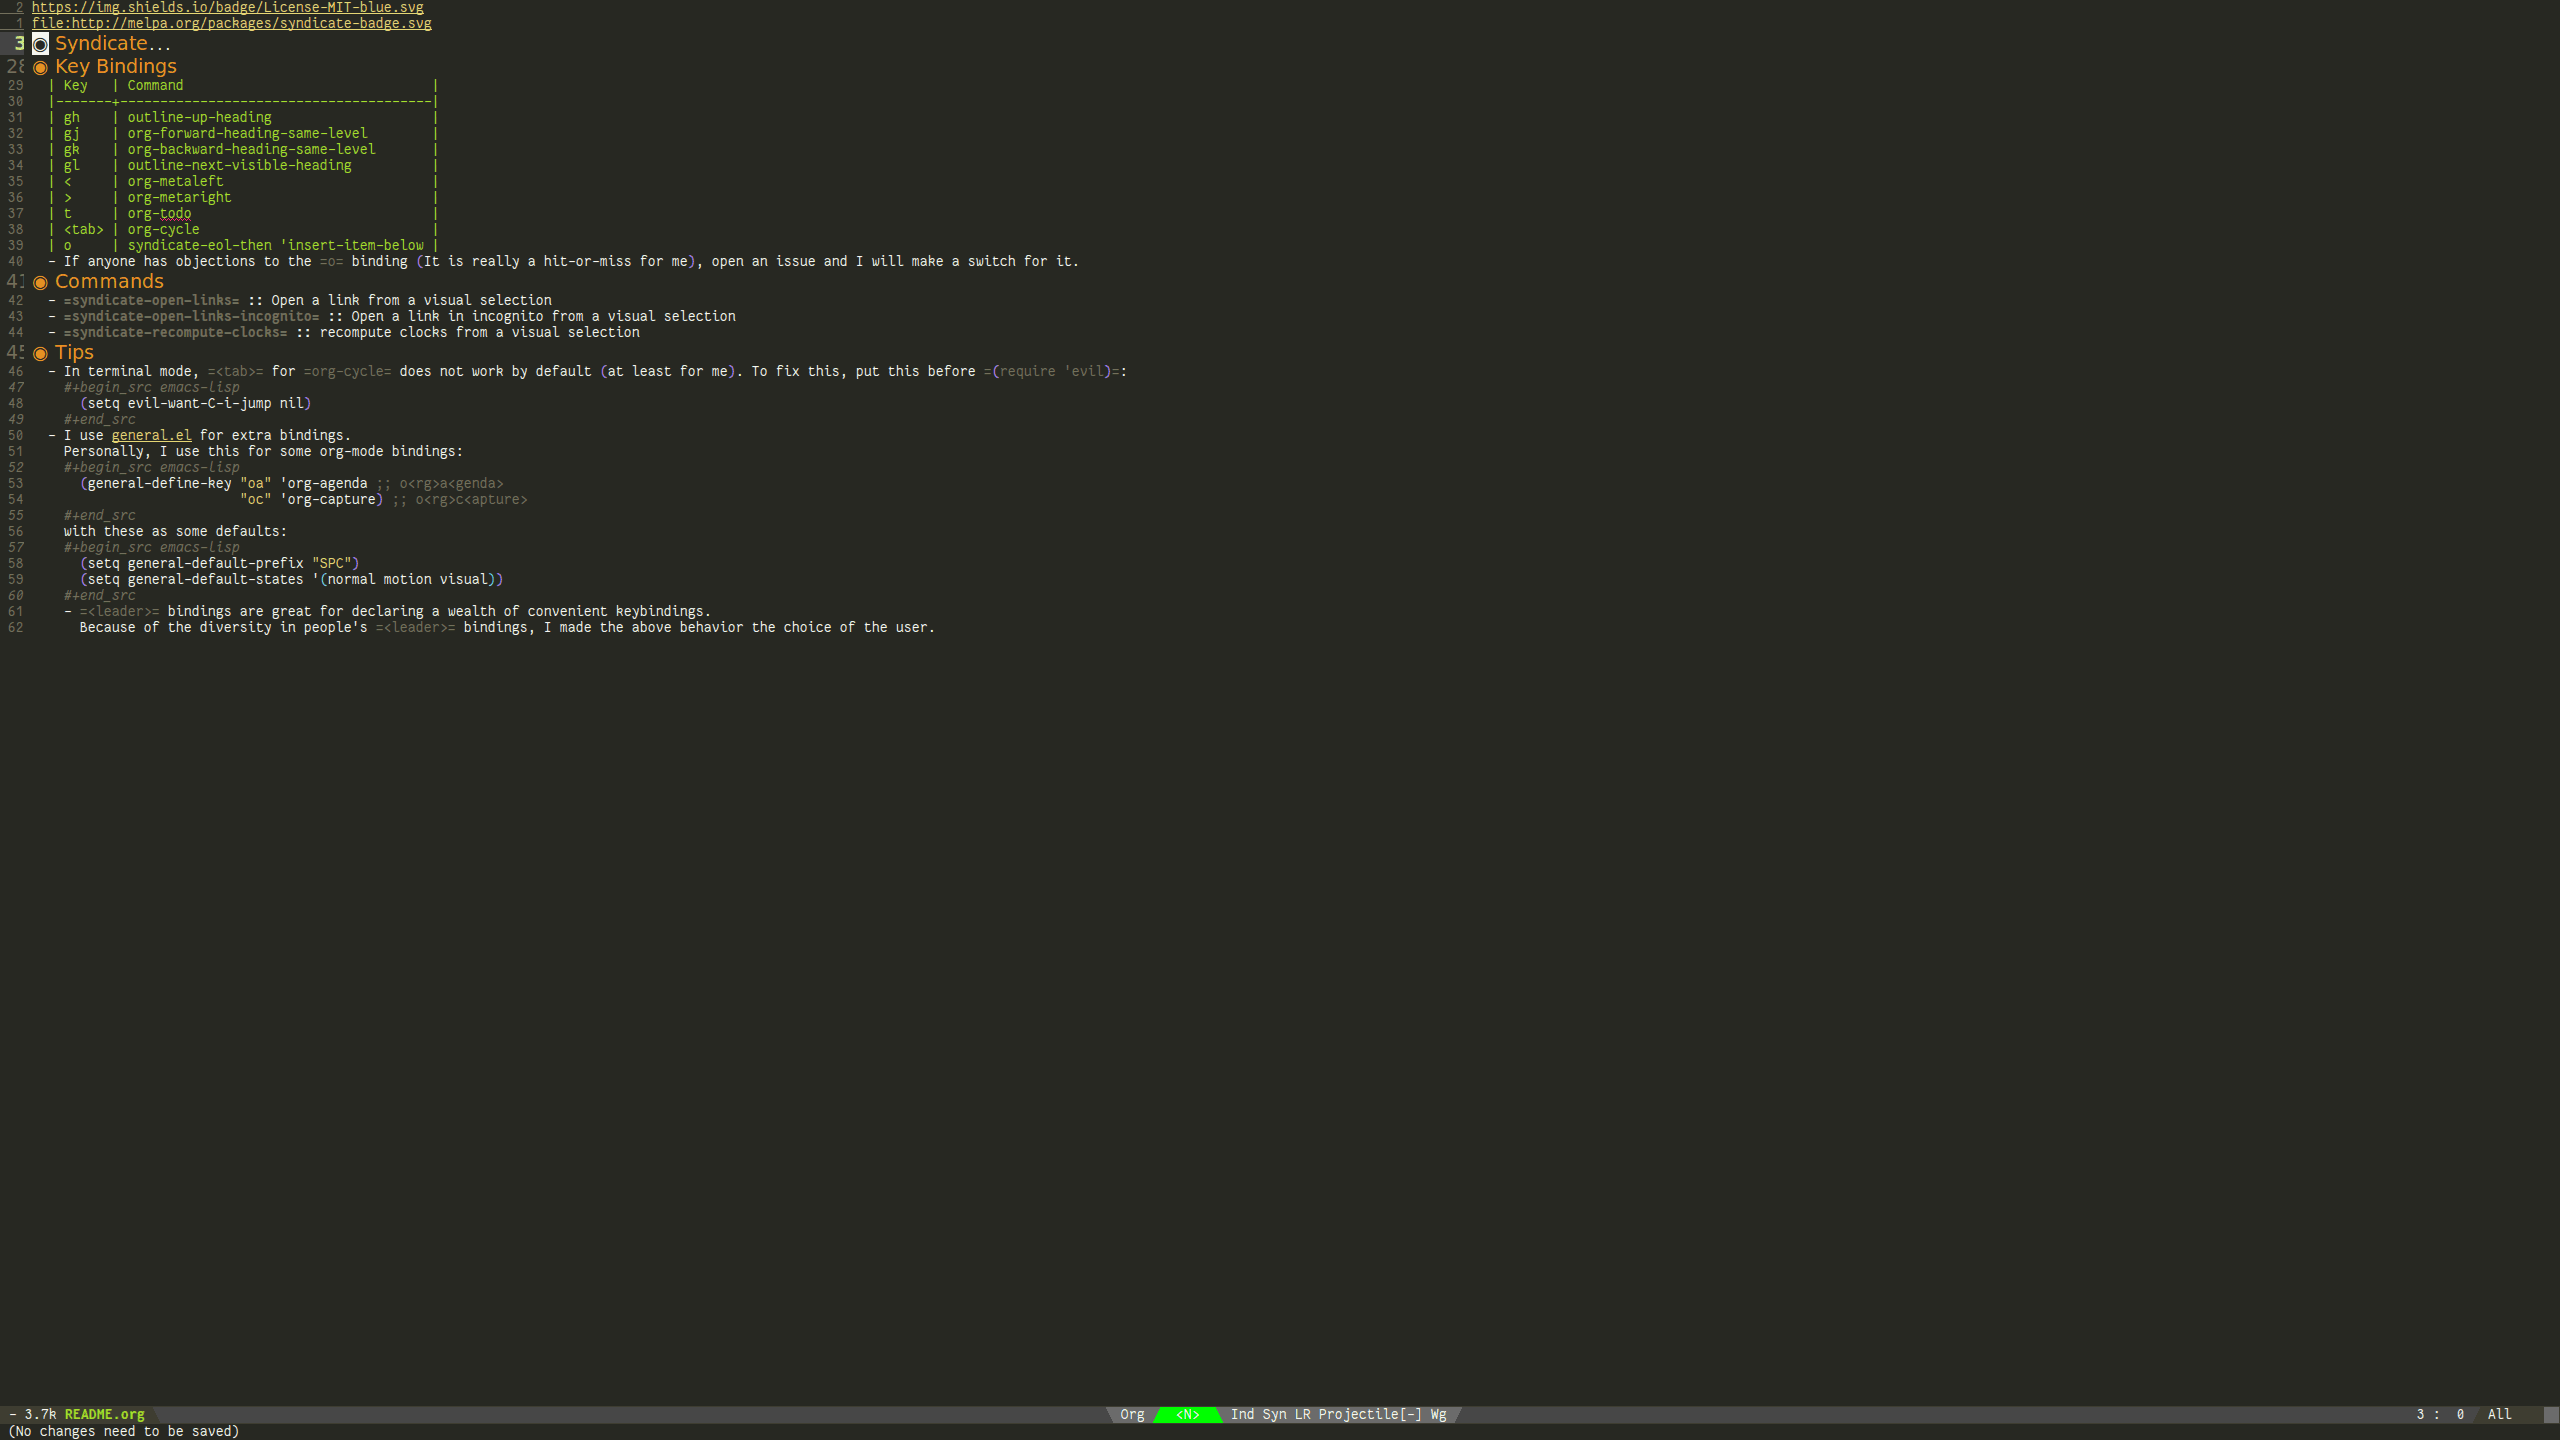 2 https://img.shields.io/badge/License-MIT-blue.svg
1 file:http://melpa.org/packages/syndicate-badge.svg
3 ◉ Syndicate...
28 ◉ Key Bindings
29 | Key   | Command                               |
30 |-------+---------------------------------------|
31 | gh    | outline-up-heading                    |
32 | gj    | org-forward-heading-same-level        |
33 | gk    | org-backward-heading-same-level       |
34 | gl    | outline-next-visible-heading          |
35 | <     | org-metaleft                          |
36 | >     | org-metaright                         |
37 | t     | org-todo                              |
38 | <tab> | org-cycle                             |
39 | o     | syndicate-eol-then 'insert-item-below |
40 - If anyone has objections to the =o= binding (It is really a hit-or-miss for me), open an issue and I will make a switch for it.
41 ◉ Commands
42 - =syndicate-open-links= :: Open a link from a visual selection
43 - =syndicate-open-links-incognito= :: Open a link in incognito from a visual selection
44 - =syndicate-recompute-clocks= :: recompute clocks from a visual selection
45 ◉ Tips
46 - In terminal mode, =<tab>= for =org-cycle= does not work by default (at least for me). To fix this, put this before =(require 'evil)=:
47 #+begin_src emacs-lisp
48 (setq evil-want-C-i-jump nil)
49 #+end_src
50 - I use general.el for extra bindings.
51 Personally, I use this for some org-mode bindings:
52 #+begin_src emacs-lisp
53 (general-define-key "oa" 'org-agenda ;; o<rg>a<genda>
54 "oc" 'org-capture) ;; o<rg>c<apture>
55 #+end_src
56 with these as some defaults:
57 #+begin_src emacs-lisp
58 (setq general-default-prefix "SPC")
59 (setq general-default-states '(normal motion visual))
60 #+end_src
61 - =<leader>= bindings are great for declaring a wealth of convenient keybindings.
62 Because of the diversity in people's =<leader>= bindings, I made the above behavior the choice of the user.
- 3.7k README.org Org <N> Ind Syn LR Projectile[-] Wg 3 : 0 All
(No changes need to be saved)